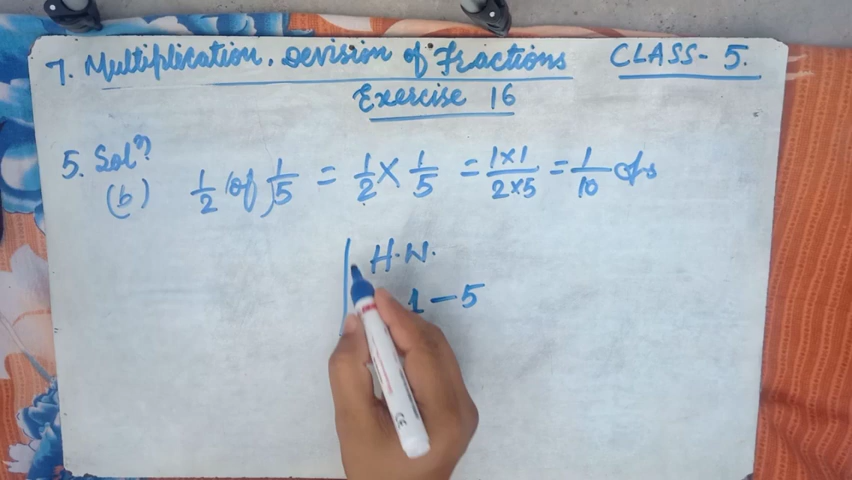 7. Multiplication, Devision of Fractions CLASS- 5.
Exercise 16
5. Solⁿ.
(b) 1/2 (of) 1/5 = 1/2 × 1/5 = 1×1/2×5 = 1/10 Ans
H.W.
1-5